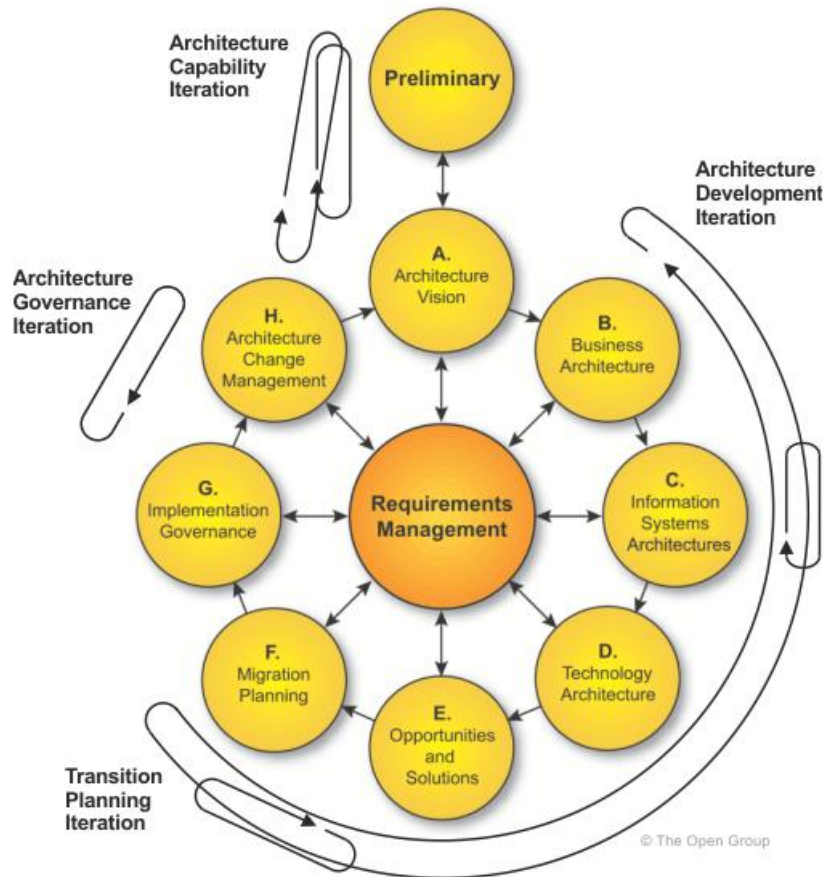 Architecture
Capability
Iteration
Preliminary
Architecture
Development
Iteration
A.
Architecture
Vision
Architecture
Governance
Iteration
H.
Architecture
Change
Management
B.
Business
Architecture
G.
Implementation
Governance
Requirements
Management
C.
Information
Systems
Architectures
F.
Migration
Planning
D.
Technology
Architecture
E.
Opportunities
and
Solutions
Transition
Planning
Iteration
© The Open Group